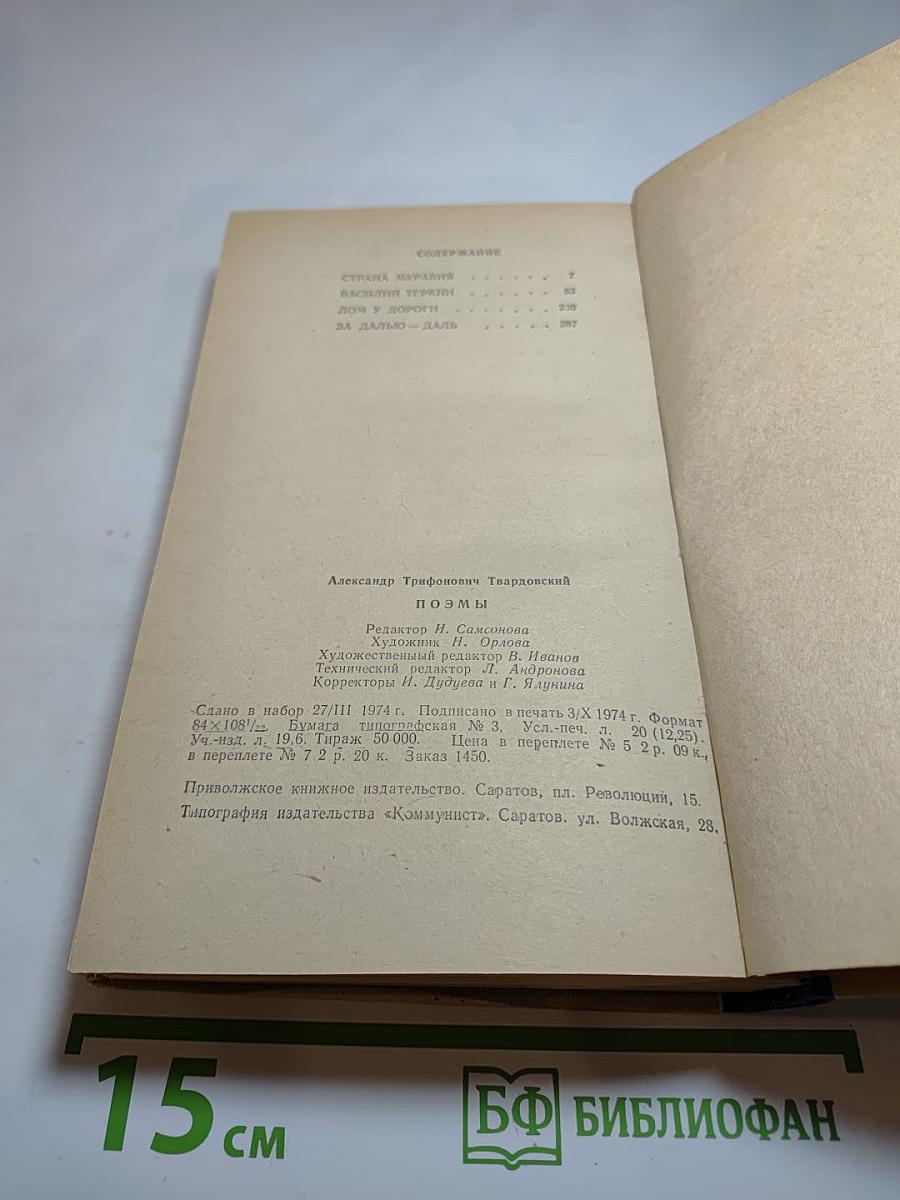 СОДЕРЖАНИЕ
СТРАНА МУРАВИЯ . . . . . . 7
ВАСИЛИЙ ТЕРКИН . . . . . . 83
ДОМ У ДОРОГИ . . . . . . . 239
ЗА ДАЛЬЮ — ДАЛЬ . . . . . 287
Александр Трифонович Твардовский
ПОЭМЫ
Редактор И. Самсонова
Художник Н. Орлова
Художественный редактор В. Иванов
Технический редактор Л. Андронова
Корректоры И. Дудуева и Г. Ялунина
Сдано в набор 27/III 1974 г. Подписано в печать 3/X 1974 г. Формат
84×108¹/₃₂. Бумага типографская № 3. Усл.-печ. л. 20 (12,25).
Уч.-изд. л. 19,6. Тираж 50 000. Цена в переплете № 5 2 р. 09 к.,
в переплете № 7 2 р. 20 к. Заказ 1450.
Приволжское книжное издательство. Саратов, пл. Революций, 15.
Типография издательства «Коммунист». Саратов. ул. Волжская, 28.
15 см
БФ БИБЛИОФАН